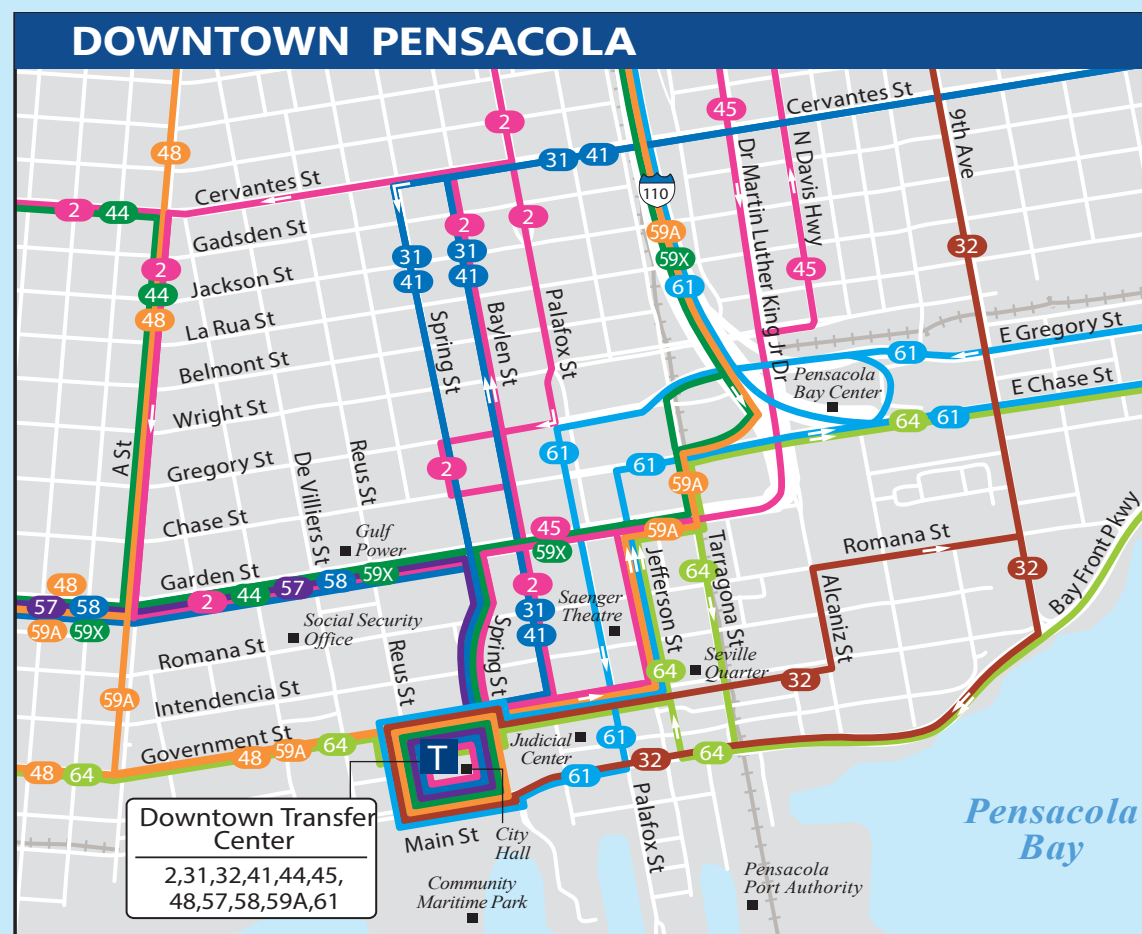 DOWNTOWN PENSACOLA
Cervantes St
48
2
45
N Davis Hwy
9th Ave
31 41
Dr Martin Luther King Jr Dr
Cervantes St
110
2 44
Gadsden St
2
2
59A
32
2
31
31
59X
44
Jackson St
41
41
61
45
48
La Rua St
Spring St
Baylen St
Palafox St
E Gregory St
61
Belmont St
Pensacola
Bay Center
E Chase St
Wright St
64 61
A St
Gregory St
De Villiers St
Reus St
2
61
61
59A
Chase St
Gulf
Power
45
59X
59A
Romana St
Bay Front Pkwy
Garden St
2 44 57 58 59X
48
57 58
59A 59X
2
31
41
Saenger
Theatre
Jefferson St
Tarragona St
64
Alcaniz St
32
Social Security
Office
Romana St
Reus St
Spring St
Seville
Quarter
64
32
59A
Intendencia St
Government St
48 59A 64
48 64
T
Judicial
Center
61
61
32
64
Downtown Transfer
Center
2,31,32,41,44,45,
48,57,58,59A,61
Main St
City
Hall
Palafox St
Pensacola
Bay
Community
Maritime Park
Pensacola
Port Authority